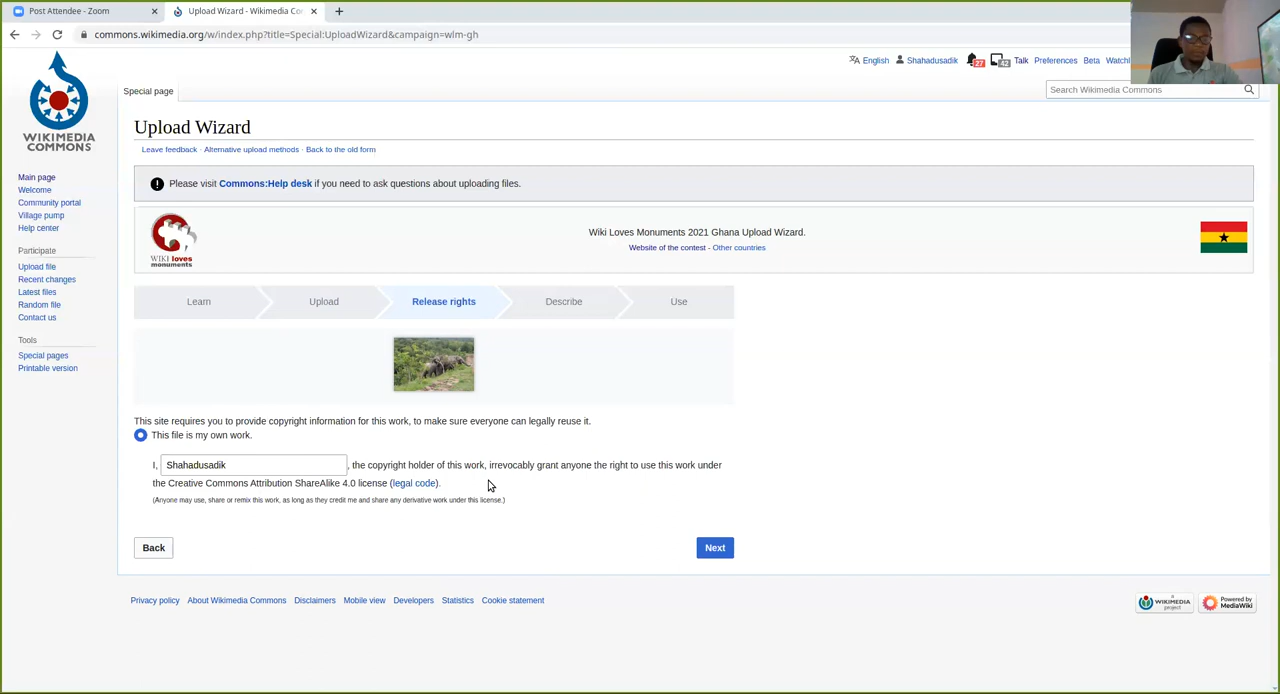 Post Attendee - Zoom
Upload Wizard - Wikimedia Co
commons.wikimedia.org/w/index.php?title=Special:UploadWizard&campaign=wlm-gh
English Shahadusadik 27 42 Talk Preferences Beta Watchl
Special page
Search Wikimedia Commons
WIKIMEDIA
COMMONS
Upload Wizard
Leave feedback · Alternative upload methods · Back to the old form
Main page
Welcome
Community portal
Village pump
Help center
Participate
Upload file
Recent changes
Latest files
Random file
Contact us
Tools
Special pages
Printable version
Please visit Commons:Help desk if you need to ask questions about uploading files.
WIKI loves
monuments
Wiki Loves Monuments 2021 Ghana Upload Wizard.
Website of the contest - Other countries
Learn Upload Release rights Describe Use
This site requires you to provide copyright information for this work, to make sure everyone can legally reuse it.
This file is my own work.
I, Shahadusadik , the copyright holder of this work, irrevocably grant anyone the right to use this work under
the Creative Commons Attribution ShareAlike 4.0 license (legal code).
(Anyone may use, share or remix this work, as long as they credit me and share any derivative work under this license.)
Back Next
Privacy policy About Wikimedia Commons Disclaimers Mobile view Developers Statistics Cookie statement
A
WIKIMEDIA
project
Powered by
MediaWiki